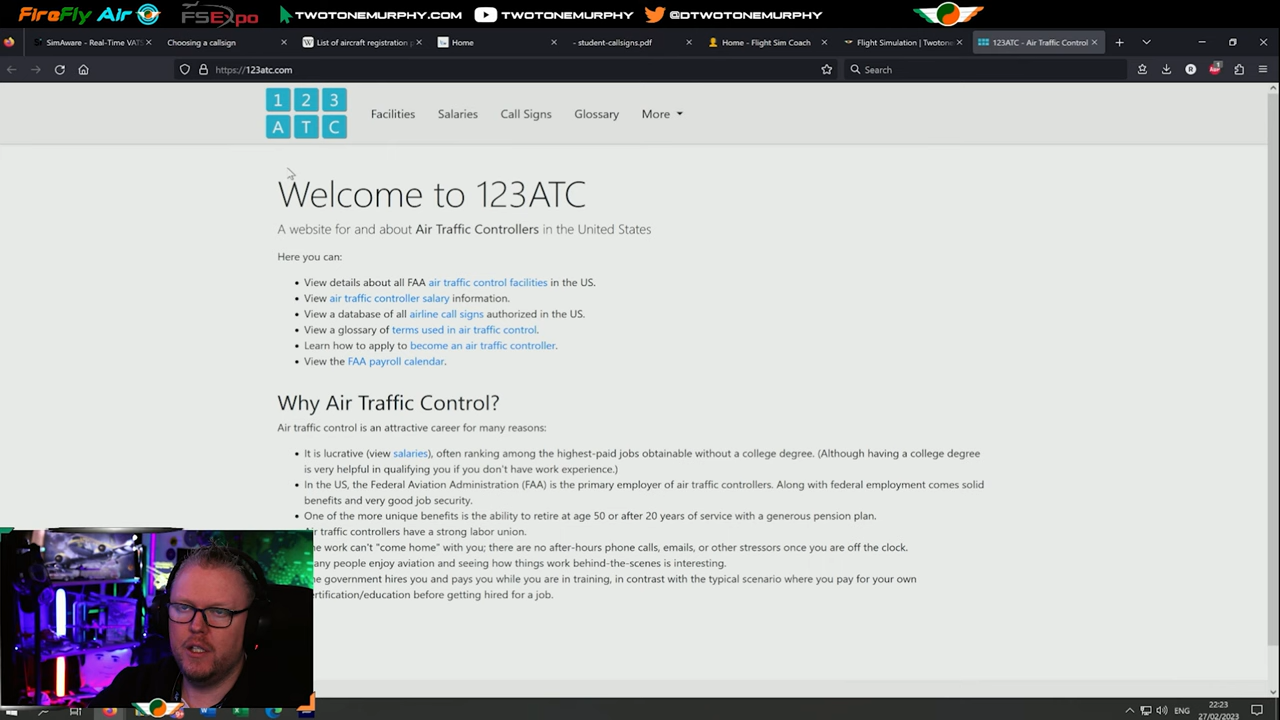 FIREFLY AIR
FSExpo
TWOTONEMURPHY.COM
TWOTONEMURPHY
@DTWOTONEMURPHY
SimAware - Real-Time VATS
Choosing a callsign
List of aircraft registration p
Home
- student-callsigns.pdf
Home - Flight Sim Coach
Flight Simulation | Twotone
123ATC - Air Traffic Control
https://123atc.com
Search
1 2 3
A T C
Facilities
Salaries
Call Signs
Glossary
More
Welcome to 123ATC
A website for and about Air Traffic Controllers in the United States
Here you can:
View details about all FAA air traffic control facilities in the US.
View air traffic controller salary information.
View a database of all airline call signs authorized in the US.
View a glossary of terms used in air traffic control.
Learn how to apply to become an air traffic controller.
View the FAA payroll calendar.
Why Air Traffic Control?
Air traffic control is an attractive career for many reasons:
It is lucrative (view salaries), often ranking among the highest-paid jobs obtainable without a college degree. (Although having a college degree
is very helpful in qualifying you if you don't have work experience.)
In the US, the Federal Aviation Administration (FAA) is the primary employer of air traffic controllers. Along with federal employment comes solid
benefits and very good job security.
One of the more unique benefits is the ability to retire at age 50 or after 20 years of service with a generous pension plan.
Air traffic controllers have a strong labor union.
he work can't "come home" with you; there are no after-hours phone calls, emails, or other stressors once you are off the clock.
any people enjoy aviation and seeing how things work behind-the-scenes is interesting.
he government hires you and pays you while you are in training, in contrast with the typical scenario where you pay for your own
ertification/education before getting hired for a job.
ENG
22:23
27/02/2023